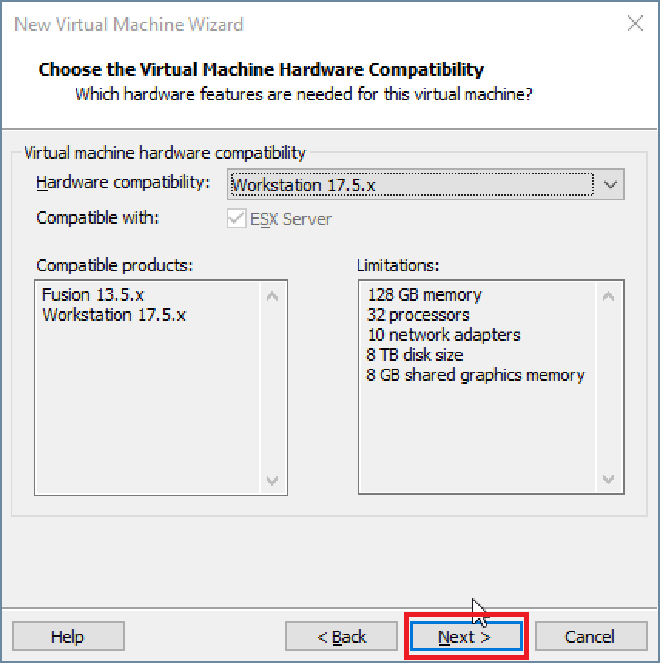 New Virtual Machine Wizard
Choose the Virtual Machine Hardware Compatibility
Which hardware features are needed for this virtual machine?
Virtual machine hardware compatibility
Hardware compatibility: Workstation 17.5.x
Compatible with: ESX Server
Compatible products:
Fusion 13.5.x
Workstation 17.5.x
Limitations:
128 GB memory
32 processors
10 network adapters
8 TB disk size
8 GB shared graphics memory
Help < Back Next > Cancel